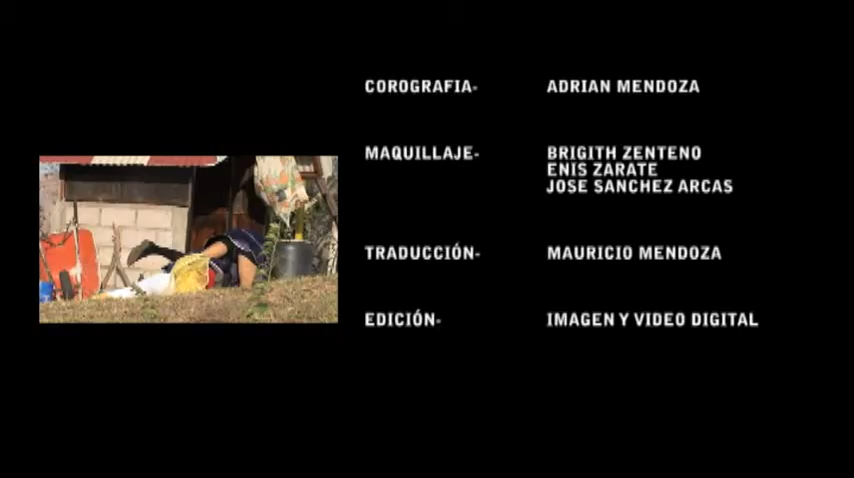 COROGRAFIA- ADRIAN MENDOZA
MAQUILLAJE- BRIGITH ZENTENO
ENIS ZARATE
JOSE SANCHEZ ARCAS
TRADUCCIÓN- MAURICIO MENDOZA
EDICIÓN- IMAGEN Y VIDEO DIGITAL